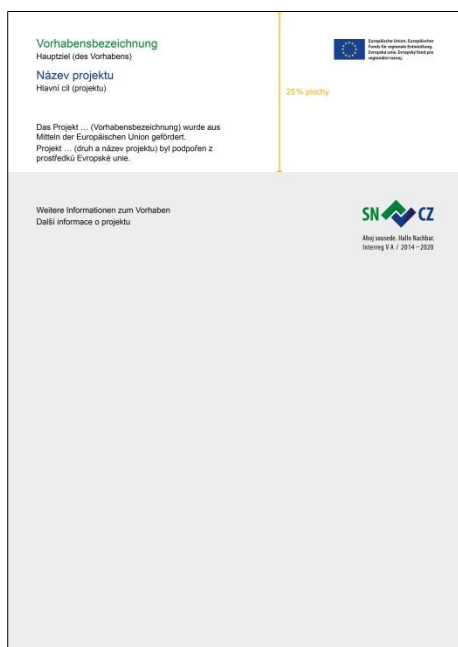 Vorhabensbezeichnung
Hauptziel (des Vorhabens)
Název projektu
Hlavní cíl (projektu)
Das Projekt … (Vorhabensbezeichnung) wurde aus
Mitteln der Europäischen Union gefördert.
Projekt … (druh a název projektu) byl podpořen z
prostředků Evropské unie.
Europäische Union. Europäischer
Fonds für regionale Entwicklung.
Evropská unie. Evropský fond pro
regionální rozvoj.
25% plochy
Weitere Informationen zum Vorhaben
Další informace o projektu
SN CZ
Ahoj sousede. Hallo Nachbar.
Interreg V A / 2014 – 2020